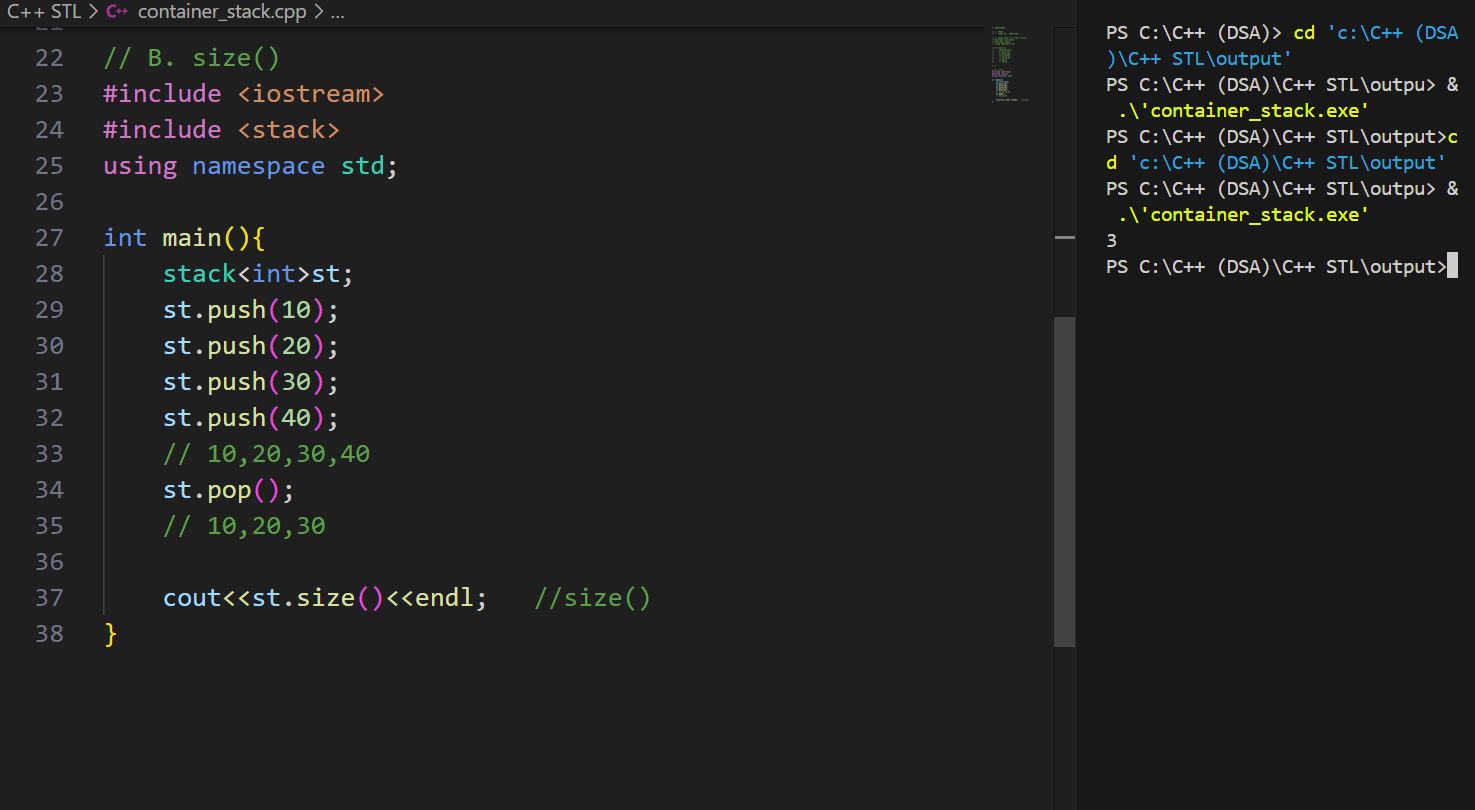 C++ STL > C++ container_stack.cpp > ...
22 // B. size()
23 #include <iostream>
24 #include <stack>
25 using namespace std;
26
27 int main(){
28     stack<int>st;
29     st.push(10);
30     st.push(20);
31     st.push(30);
32     st.push(40);
33     // 10,20,30,40
34     st.pop();
35     // 10,20,30
36
37     cout<<st.size()<<endl;   //size()
38 }
PS C:\C++ (DSA)> cd 'c:\C++ (DSA
)\C++ STL\output'
PS C:\C++ (DSA)\C++ STL\outpu> &
 .\'container_stack.exe'
PS C:\C++ (DSA)\C++ STL\output>c
d 'c:\C++ (DSA)\C++ STL\output'
PS C:\C++ (DSA)\C++ STL\outpu> &
 .\'container_stack.exe'
3
PS C:\C++ (DSA)\C++ STL\output>